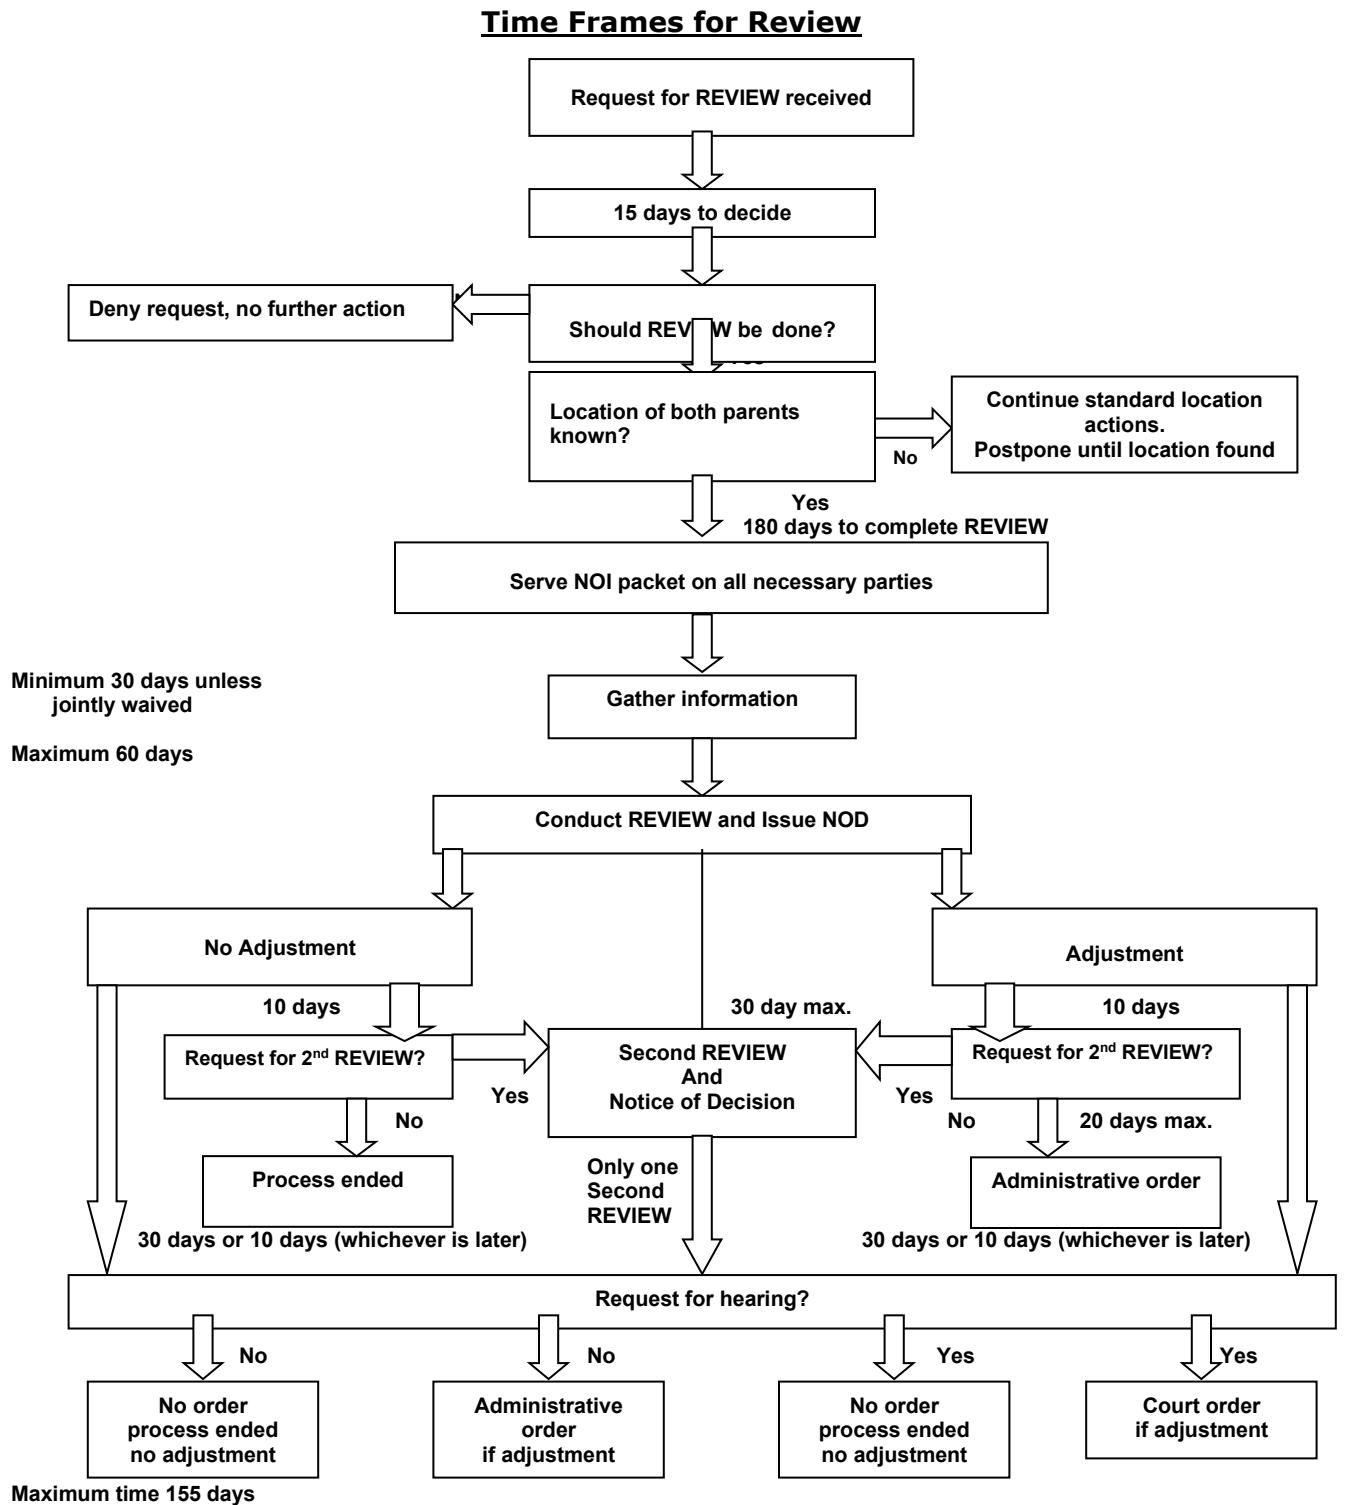 Time Frames for Review
Request for REVIEW received
15 days to decide
Deny request, no further action
Should REV W be done?
Location of both parents
known?
No
Continue standard location
actions.
Postpone until location found
Yes
180 days to complete REVIEW
Serve NOI packet on all necessary parties
Minimum 30 days unless
jointly waived
Gather information
Maximum 60 days
Conduct REVIEW and Issue NOD
No Adjustment
Adjustment
10 days
30 day max.
10 days
Request for 2nd REVIEW?
Yes
Second REVIEW
And
Notice of Decision
Request for 2nd REVIEW?
Yes
No
No
20 days max.
Process ended
Only one
Second
REVIEW
Administrative order
30 days or 10 days (whichever is later)
30 days or 10 days (whichever is later)
Request for hearing?
No
No
Yes
Yes
No order
process ended
no adjustment
Administrative
order
if adjustment
No order
process ended
no adjustment
Court order
if adjustment
Maximum time 155 days